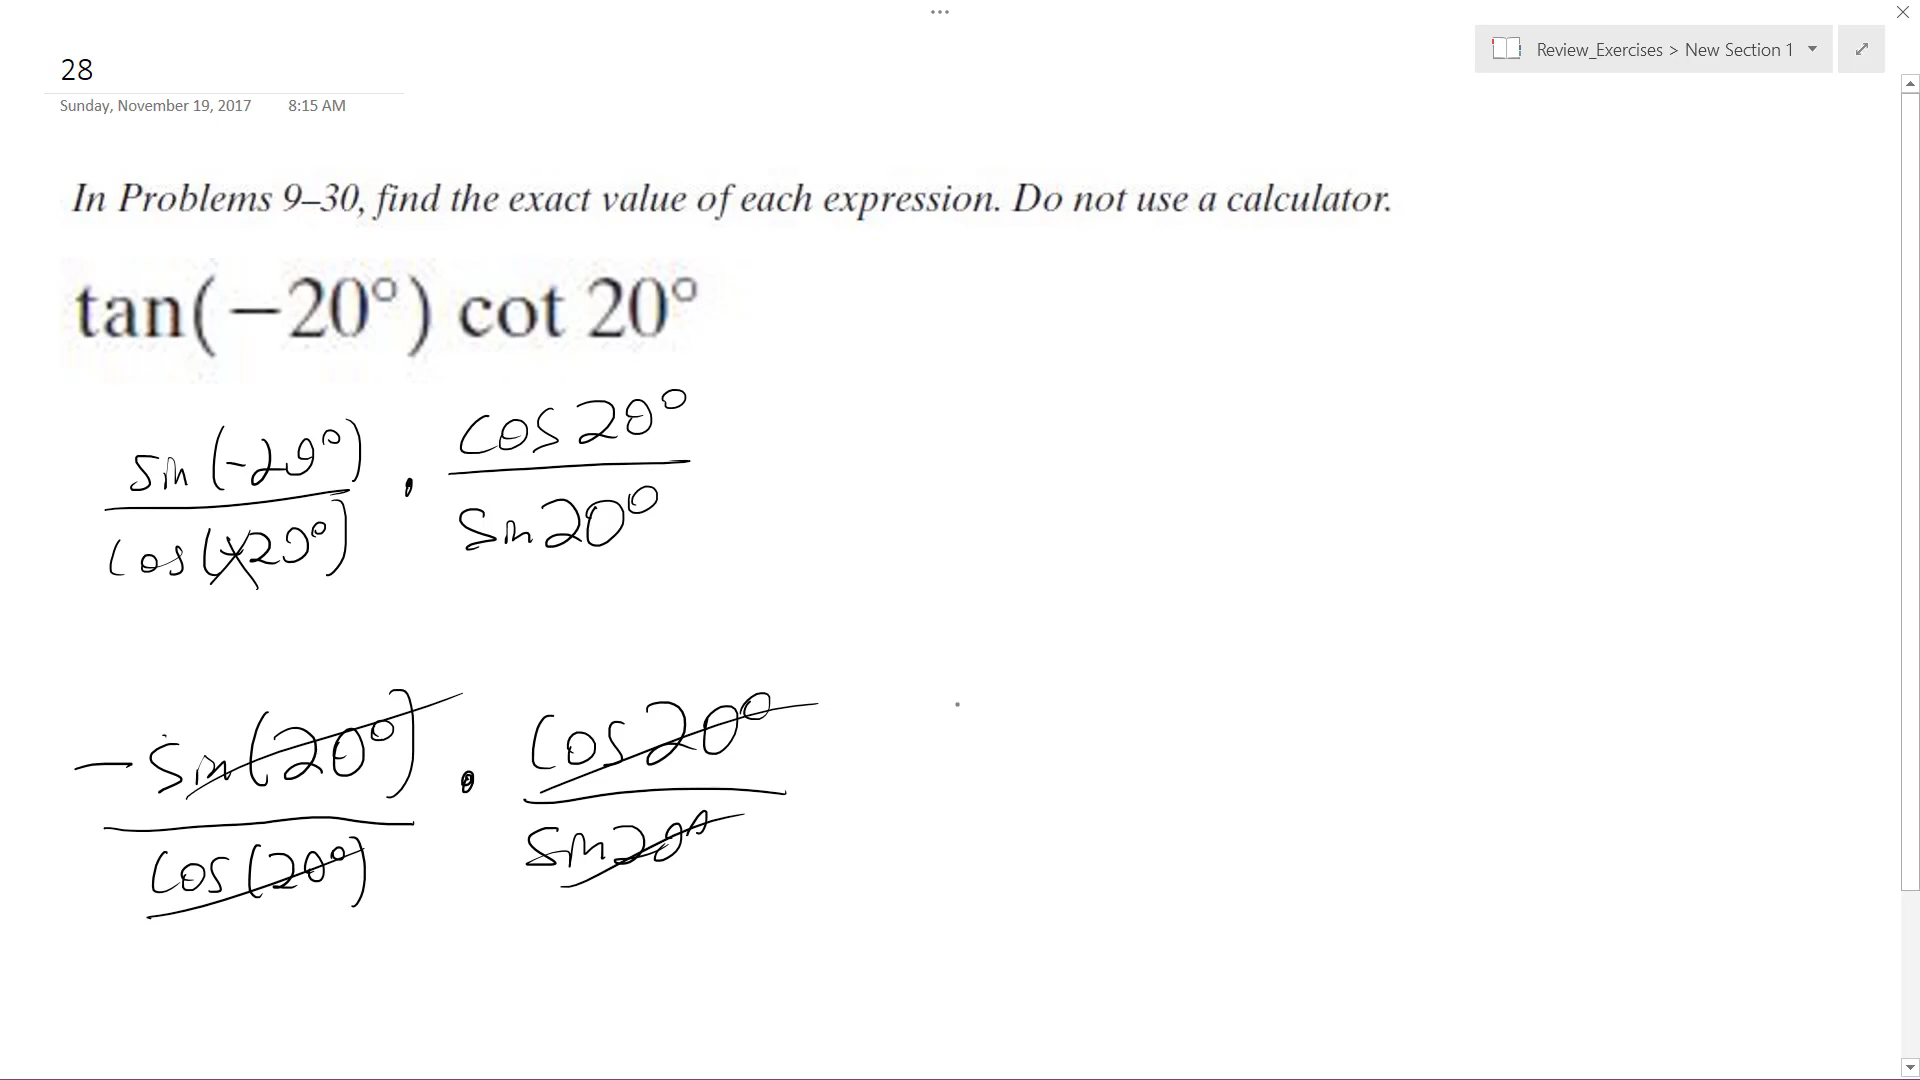 ...
Review_Exercises > New Section 1
28
Sunday, November 19, 2017 8:15 AM
In Problems 9–30, find the exact value of each expression. Do not use a calculator.
tan(−20°) cot 20°
sin (-20°) · cos 20°
cos (-20°) sin 20°
- sin (20°) · cos 20°
cos (20°) sin 20°